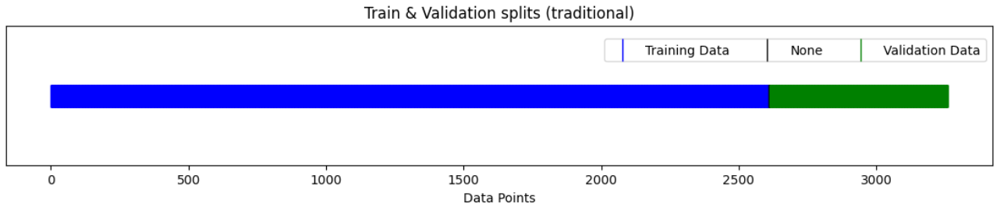 Train & Validation splits (traditional)
Training Data None Validation Data
0 500 1000 1500 2000 2500 3000
Data Points